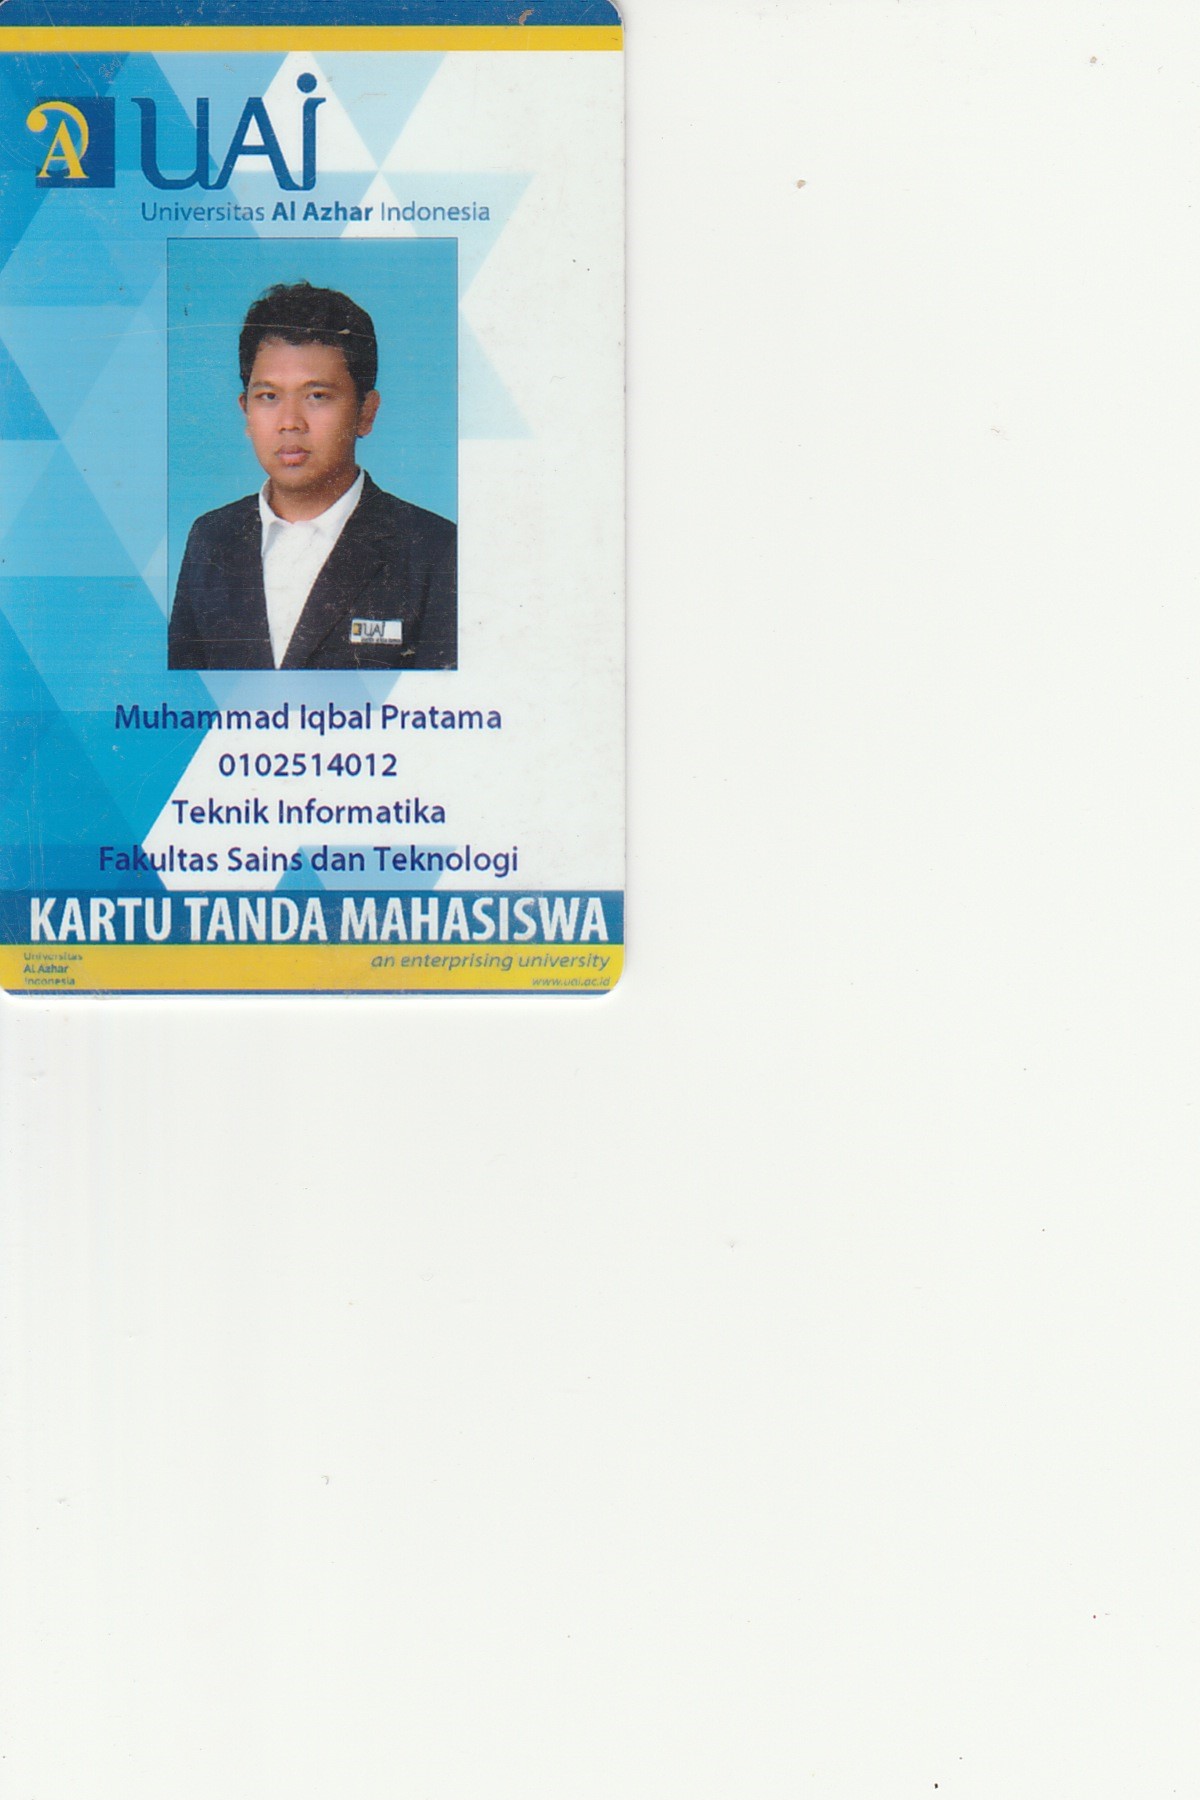 UAI
Universitas Al Azhar Indonesia
UAI
Muhammad Iqbal Pratama
0102514012
Teknik Informatika
Fakultas Sains dan Teknologi
KARTU TANDA MAHASISWA
Universitas
Al Azhar
Indonesia
an enterprising university
www.uai.ac.id